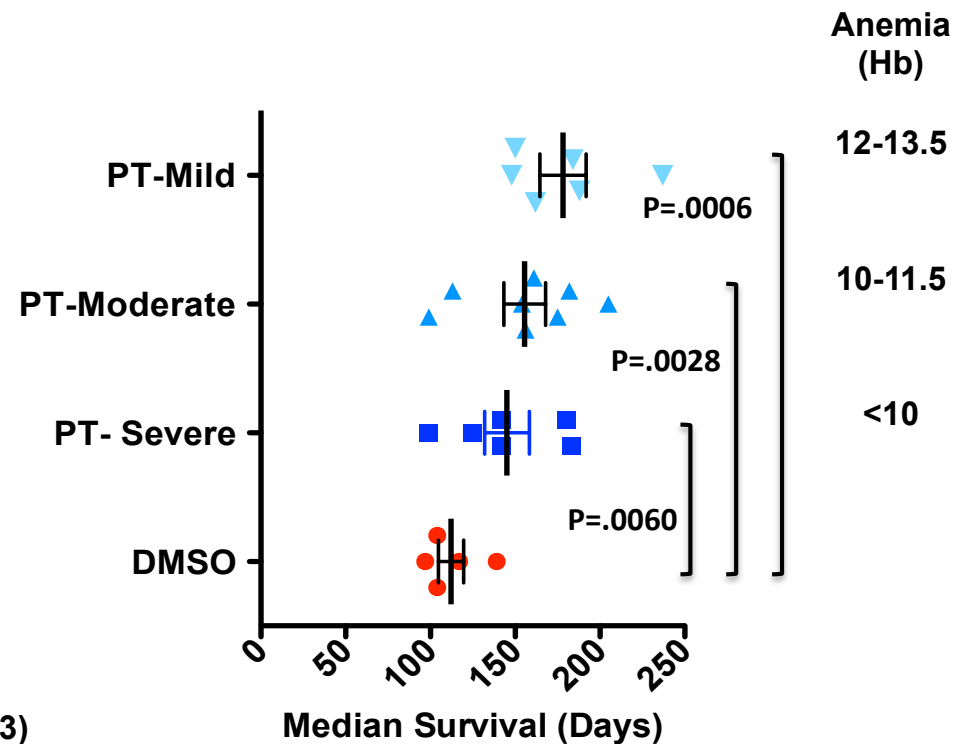 Anemia
(Hb)
12-13.5
PT-Mild
P=.0006
10-11.5
PT-Moderate
P=.0028
<10
PT- Severe
P=.0060
DMSO
0 50 100 150 200 250
3) Median Survival (Days)